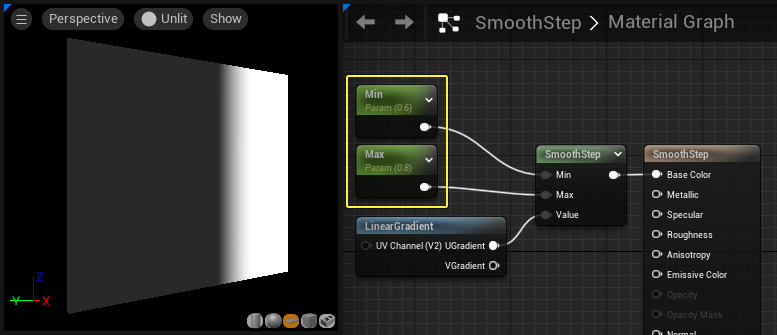 Perspective
Unlit
Show
SmoothStep > Material Graph
Min
Param (0.6)
Max
Param (0.8)
SmoothStep
Min
Max
Value
LinearGradient
UV Channel (V2) UGradient
VGradient
SmoothStep
Base Color
Metallic
Specular
Roughness
Anisotropy
Emissive Color
Opacity
Opacity Mask
Normal
Z
Y
X